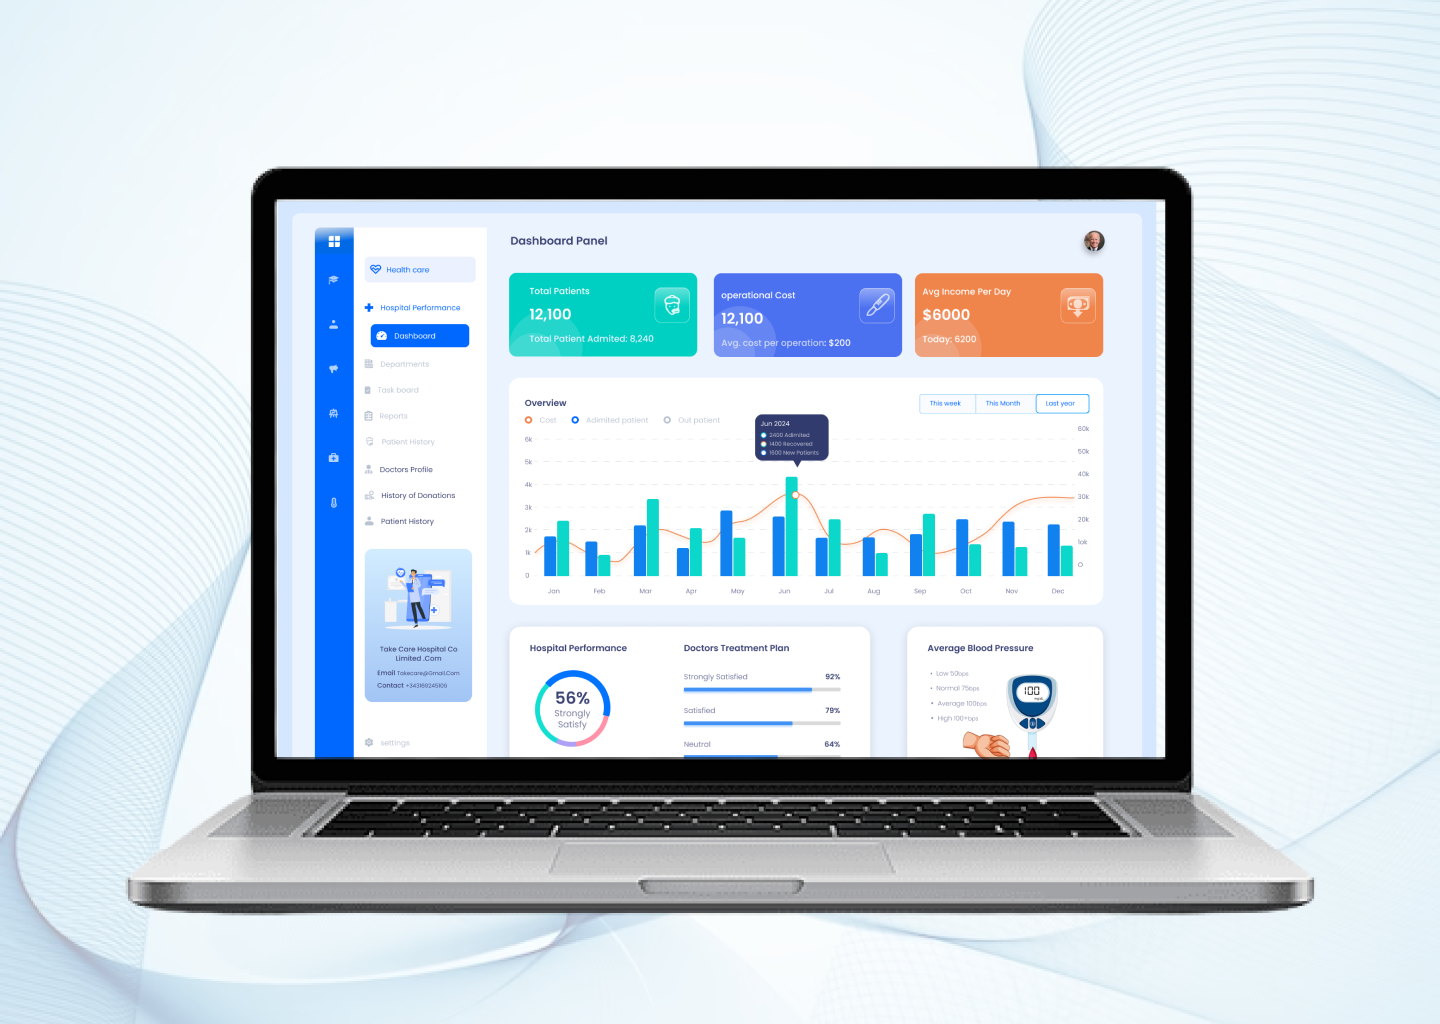 Dashboard Panel
Health care
Hospital Performance
Dashboard
Departments
Task board
Reports
Patient History
Doctors Profile
History of Donations
Patient History
Take Care Hospital Co
Limited .Com
Email Takecare@Gmail.Com
Contact +343169245106
settings
Total Patients
12,100
Total Patient Admited: 8,240
operational Cost
12,100
Avg. cost per operation: $200
Avg Income Per Day
$6000
Today: 6200
Overview
Cost
Adimited patient
Out patient
This week
This Month
Last year
Jun 2024
2400 Adimited
1400 Recovered
1600 New Patients
6k
5k
4k
3k
2k
1k
0
60k
50k
40k
30k
20k
10k
0
Jan Feb Mar Apr May Jun Jul Aug Sep Oct Nov Dec
Hospital Performance
56%
Strongly
Satisfy
Doctors Treatment Plan
Strongly Satisfied 92%
Satisfied 79%
Neutral 64%
Average Blood Pressure
• Low 50bps
• Normal 75bps
• Average 100bps
• High 100+bps
100